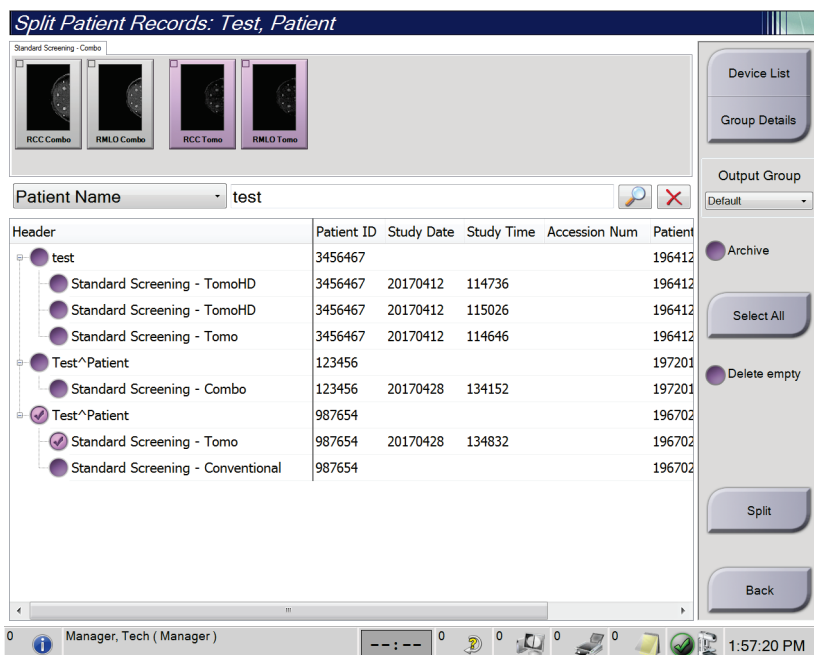 Split Patient Records: Test, Patient
Standard Screening - Combo
RCC Combo RMLO Combo RCC Tomo RMLO Tomo
Device List
Group Details
Output Group
Default
Patient Name test
Header Patient ID Study Date Study Time Accession Num Patient
test 3456467 196412
Standard Screening - TomoHD 3456467 20170412 114736 196412
Standard Screening - TomoHD 3456467 20170412 115026 196412
Standard Screening - Tomo 3456467 20170412 114646 196412
Test^Patient 123456 197201
Standard Screening - Combo 123456 20170428 134152 197201
Test^Patient 987654 196702
Standard Screening - Tomo 987654 20170428 134832 196702
Standard Screening - Conventional 987654 196702
Archive
Select All
Delete empty
Split
Back
0 Manager, Tech ( Manager ) --:-- 0 0 0 0 1:57:20 PM